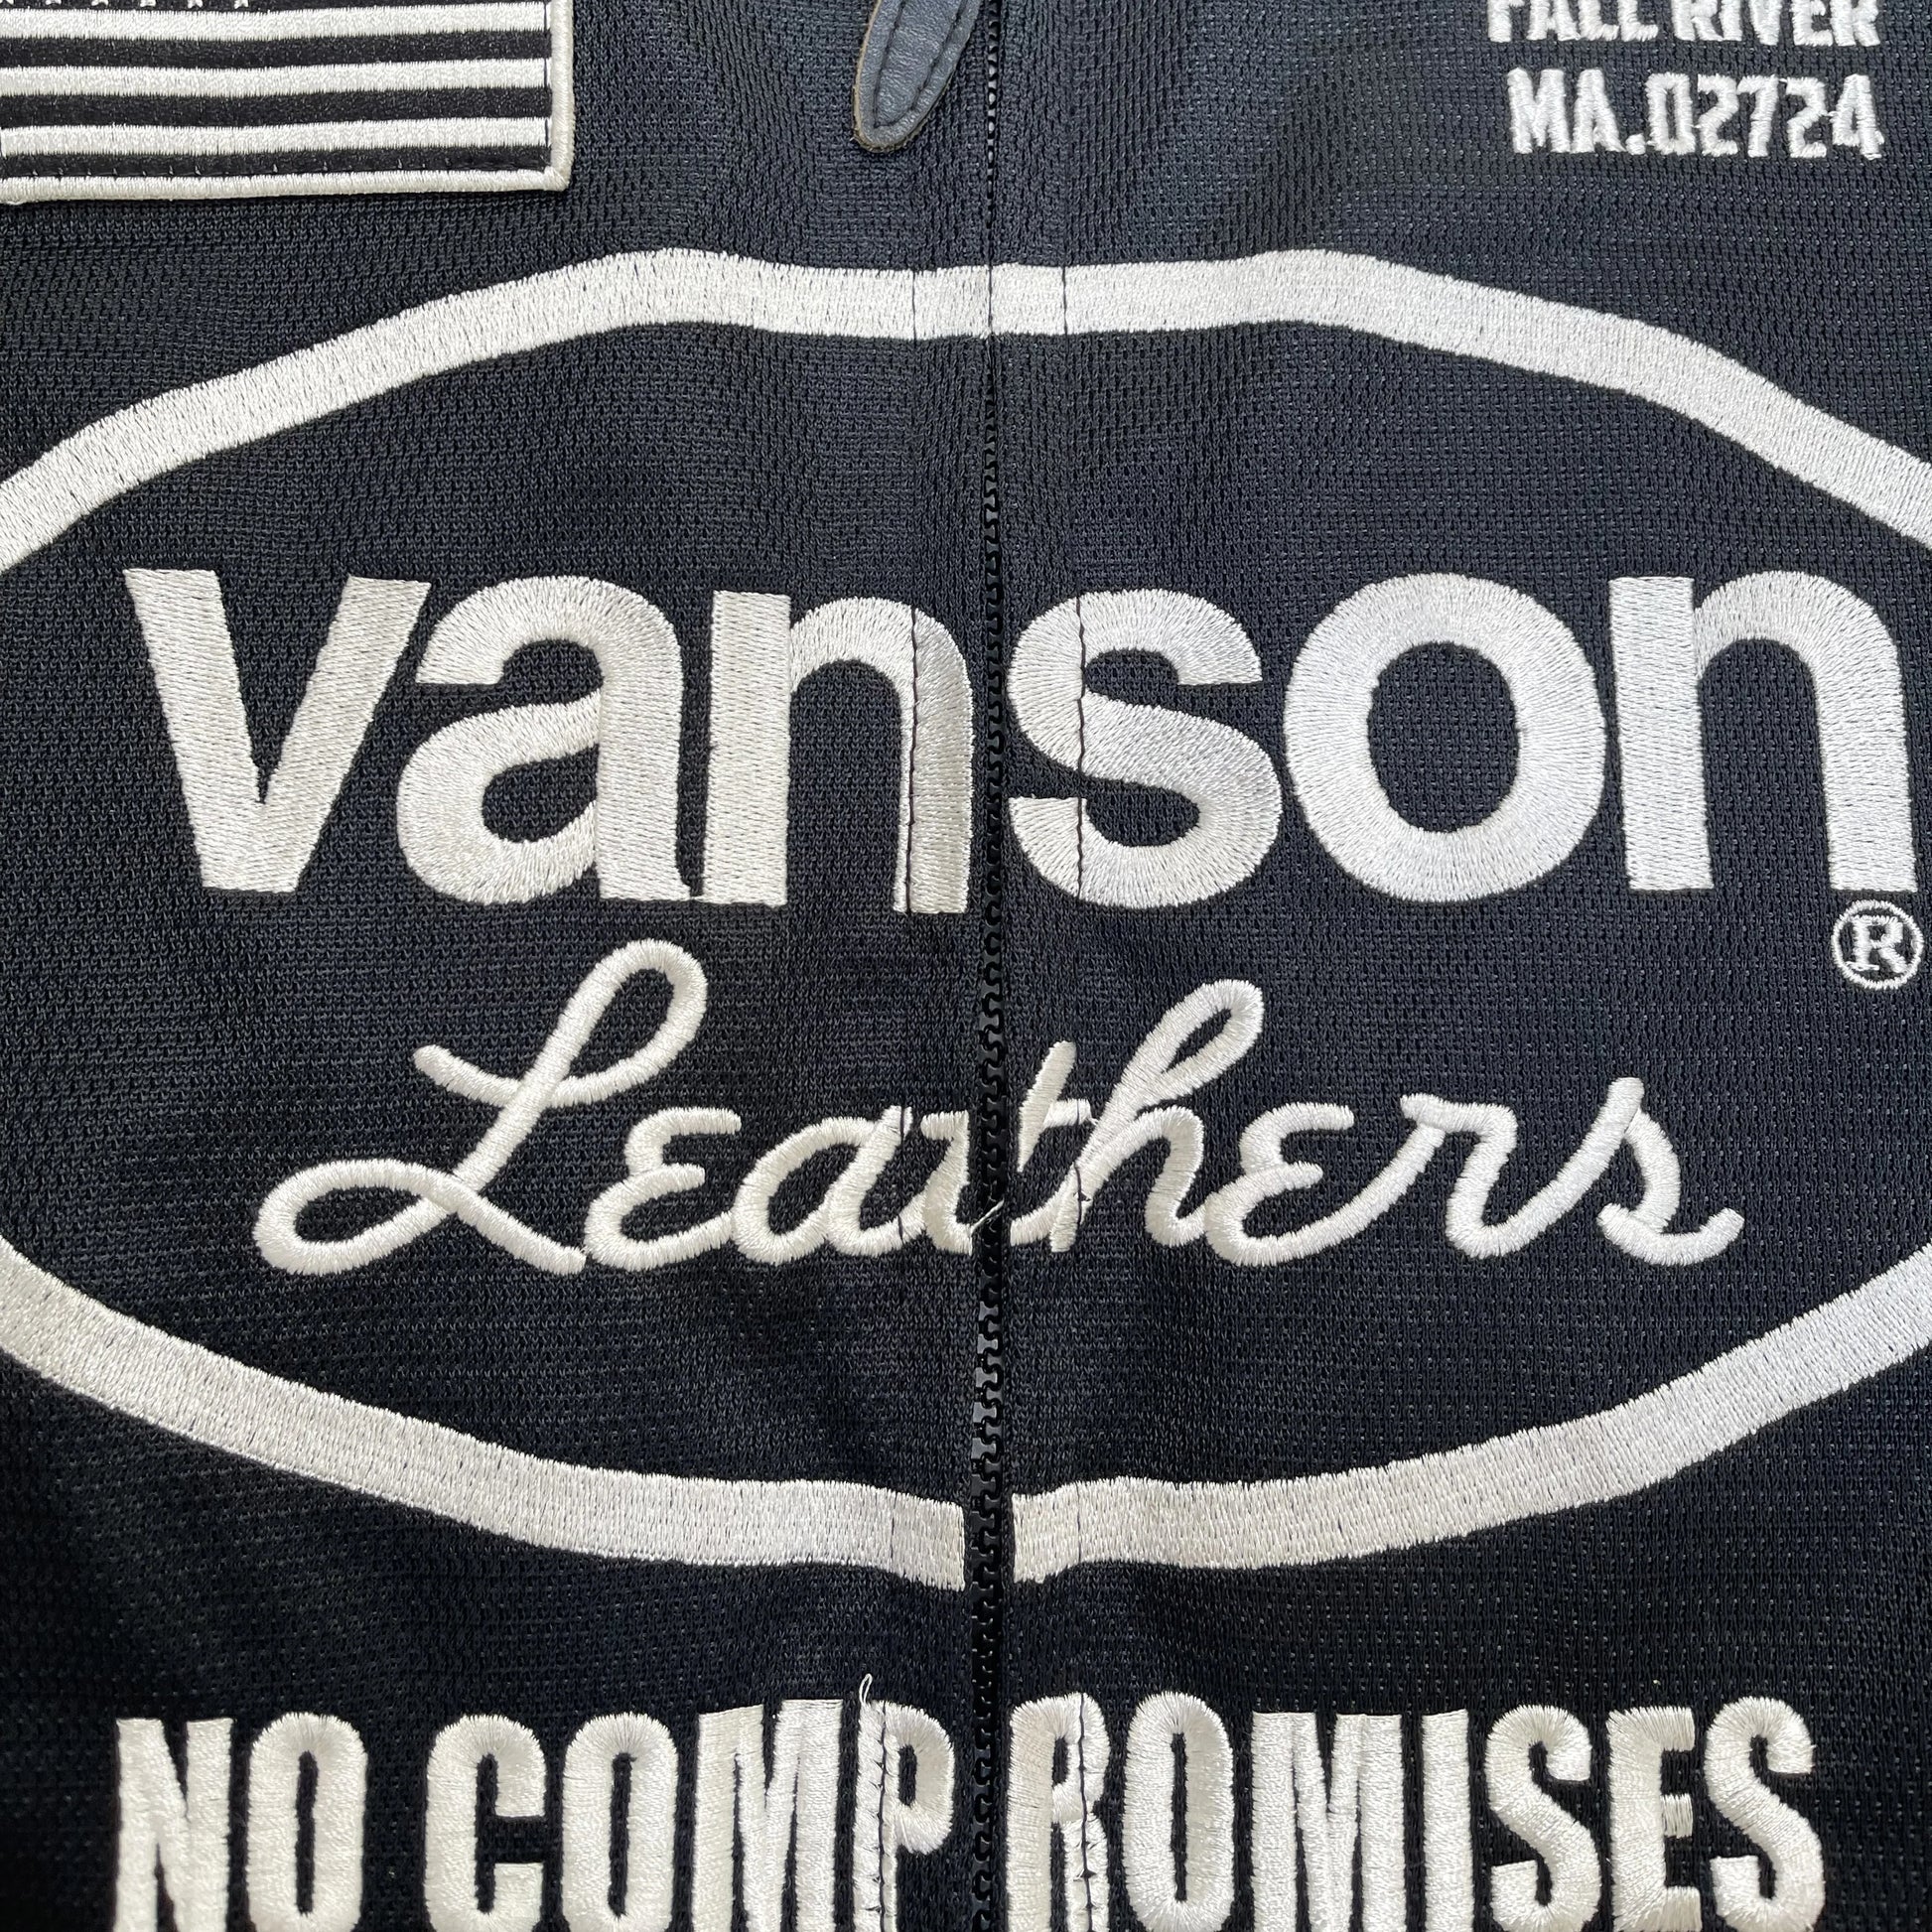 FALL RIVER
MA.02724
vanson
®
Leathers
NO COMPROMISES